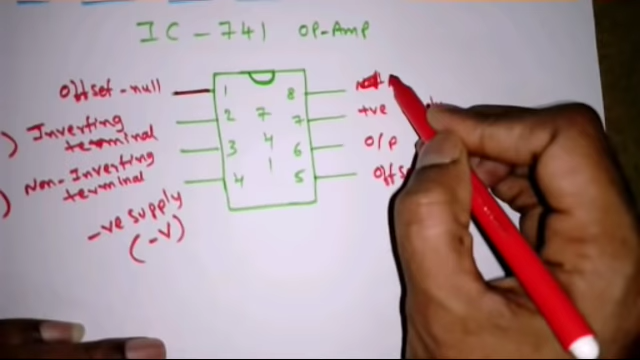 IC - 741 OP-AMP
Offset-null
1
8
Inverting
terminal
2
7
7
+ve
Non-Inverting
terminal
3
4
6
O/P
4
1
5
-ve supply
(-V)